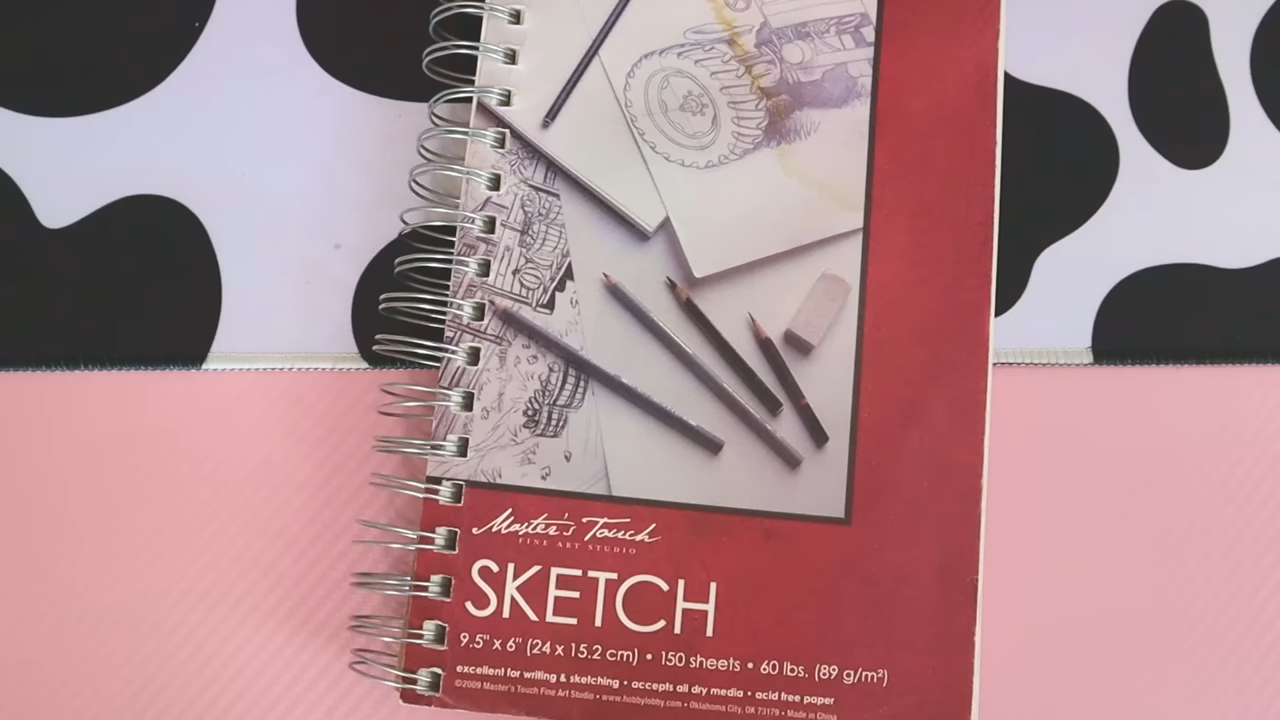 Master's Touch
FINE ART STUDIO
SKETCH
9.5" x 6" (24 x 15.2 cm) • 150 sheets • 60 lbs. (89 g/m²)
excellent for writing & sketching • accepts all dry media • acid free paper
©2009 Master's Touch Fine Art Studio • www.hobbylobby.com • Oklahoma City, OK 73179 • Made in China